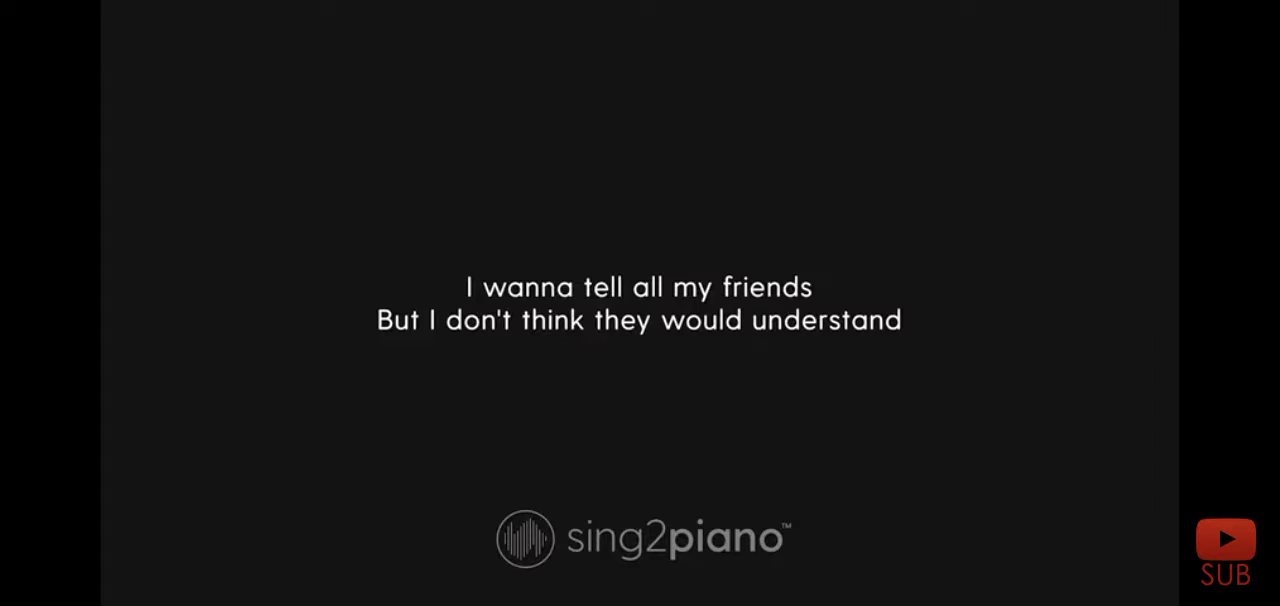 I wanna tell all my friends
But I don't think they would understand
sing2piano™
SUB